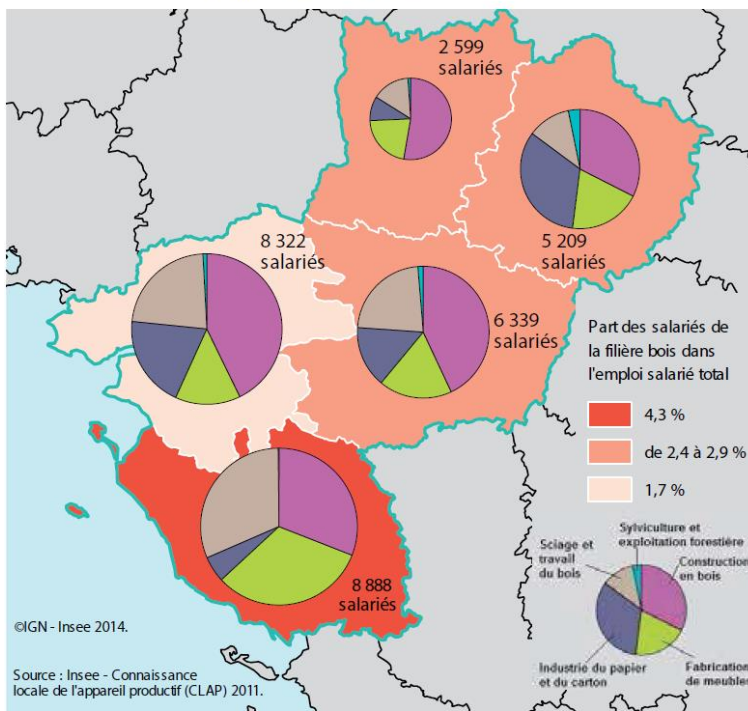 2 599
salariés
5 209
salariés
8 322
salariés
6 339
salariés
8 888
salariés
Part des salariés de
la filière bois dans
l'emploi salarié total
4,3 %
de 2,4 à 2,9 %
1,7 %
Sylviculture et
exploitation forestière
Sciage et
travail
du bois
Construction
en bois
Industrie du papier
et du carton
Fabrication
de meubles
©IGN - Insee 2014.
Source : Insee - Connaissance
locale de l'appareil productif (CLAP) 2011.